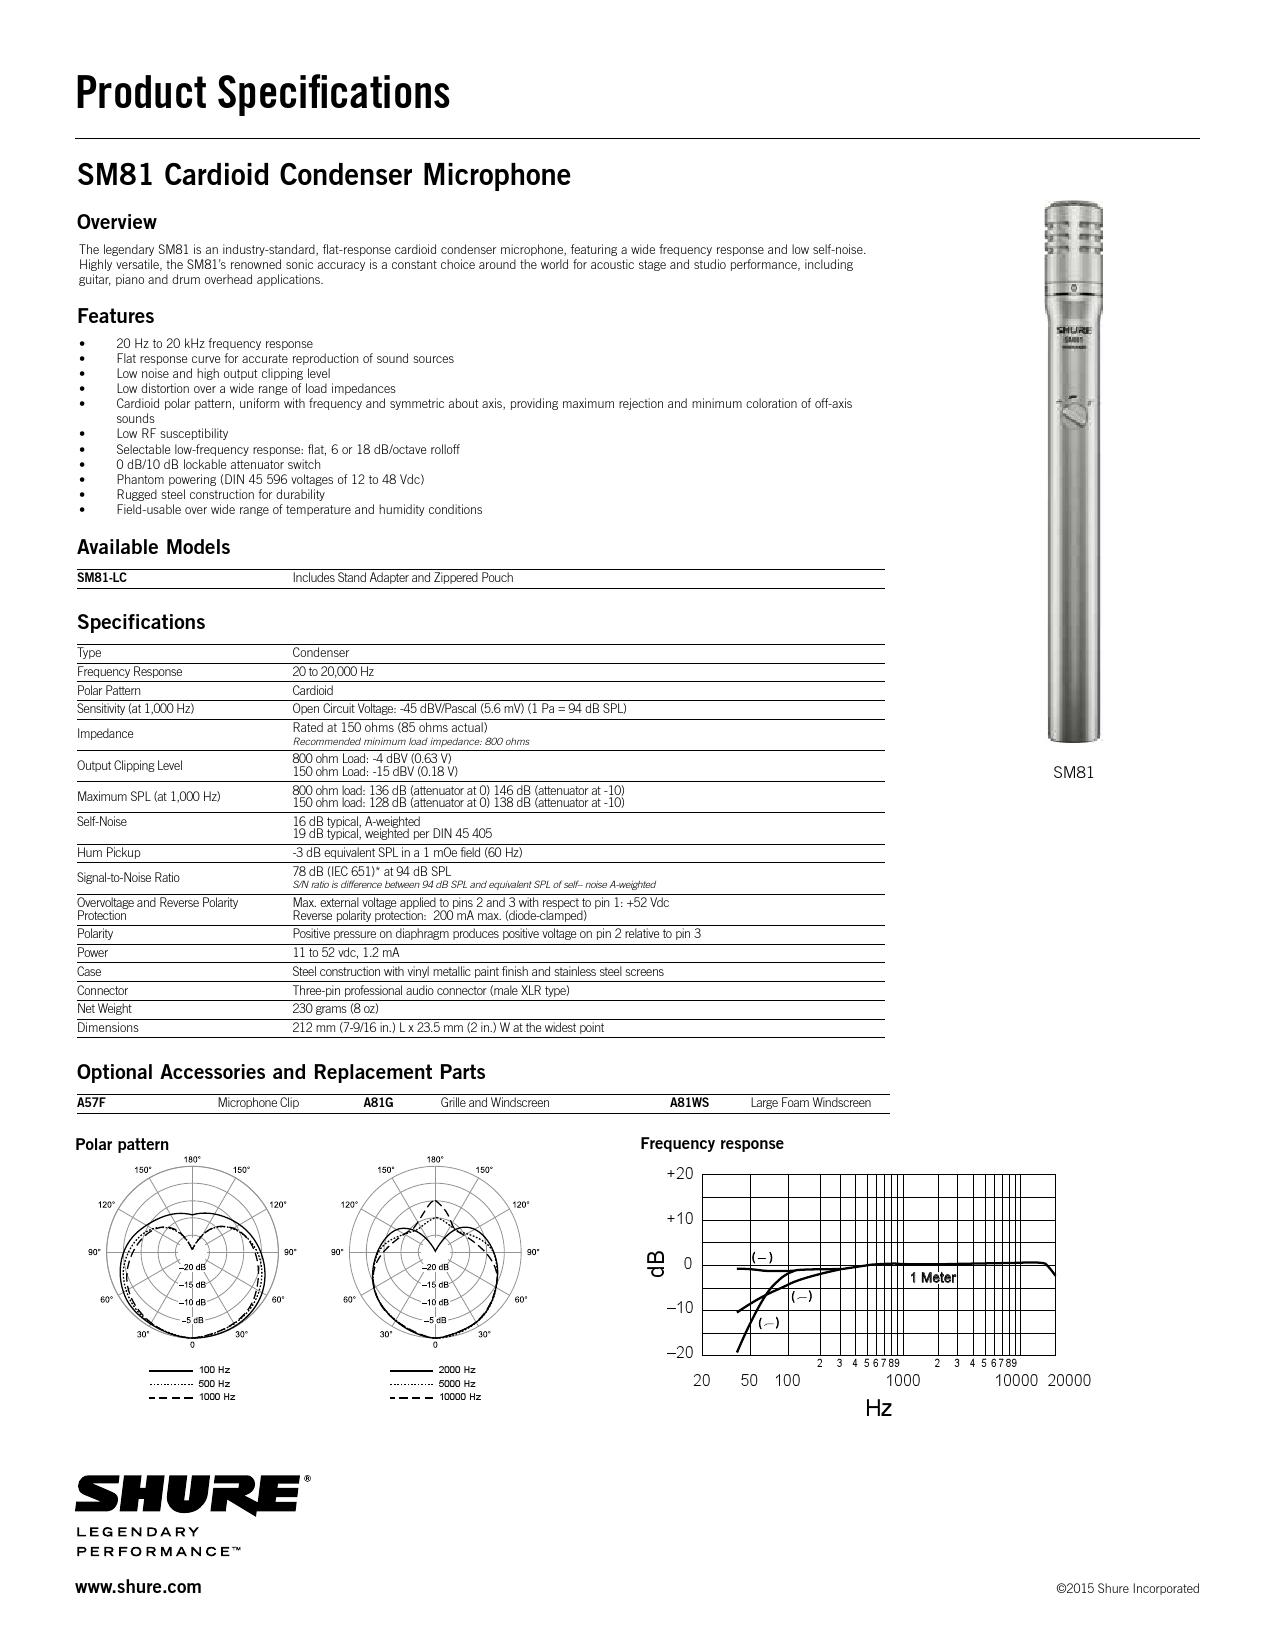 Product Specifications
SM81 Cardioid Condenser Microphone
Overview
The legendary SM81 is an industry-standard, flat-response cardioid condenser microphone, featuring a wide frequency response and low self-noise.
Highly versatile, the SM81's renowned sonic accuracy is a constant choice around the world for acoustic stage and studio performance, including
guitar, piano and drum overhead applications.
Features
• 20 Hz to 20 kHz frequency response
• Flat response curve for accurate reproduction of sound sources
• Low noise and high output clipping level
• Low distortion over a wide range of load impedances
• Cardioid polar pattern, uniform with frequency and symmetric about axis, providing maximum rejection and minimum coloration of off-axis
sounds
• Low RF susceptibility
• Selectable low-frequency response: flat, 6 or 18 dB/octave rolloff
• 0 dB/10 dB lockable attenuator switch
• Phantom powering (DIN 45 596 voltages of 12 to 48 Vdc)
• Rugged steel construction for durability
• Field-usable over wide range of temperature and humidity conditions
SHURE
SM81
SM81
Available Models
SM81-LC Includes Stand Adapter and Zippered Pouch
Specifications
Type Condenser
Frequency Response 20 to 20,000 Hz
Polar Pattern Cardioid
Sensitivity (at 1,000 Hz) Open Circuit Voltage: -45 dBV/Pascal (5.6 mV) (1 Pa = 94 dB SPL)
Impedance Rated at 150 ohms (85 ohms actual)
Recommended minimum load impedance: 800 ohms
Output Clipping Level 800 ohm Load: -4 dBV (0.63 V)
150 ohm Load: -15 dBV (0.18 V)
Maximum SPL (at 1,000 Hz) 800 ohm load: 136 dB (attenuator at 0) 146 dB (attenuator at -10)
150 ohm load: 128 dB (attenuator at 0) 138 dB (attenuator at -10)
Self-Noise 16 dB typical, A-weighted
19 dB typical, weighted per DIN 45 405
Hum Pickup -3 dB equivalent SPL in a 1 mOe field (60 Hz)
Signal-to-Noise Ratio 78 dB (IEC 651)* at 94 dB SPL
S/N ratio is difference between 94 dB SPL and equivalent SPL of self– noise A-weighted
Overvoltage and Reverse Polarity Max. external voltage applied to pins 2 and 3 with respect to pin 1: +52 Vdc
Protection Reverse polarity protection: 200 mA max. (diode-clamped)
Polarity Positive pressure on diaphragm produces positive voltage on pin 2 relative to pin 3
Power 11 to 52 vdc, 1.2 mA
Case Steel construction with vinyl metallic paint finish and stainless steel screens
Connector Three-pin professional audio connector (male XLR type)
Net Weight 230 grams (8 oz)
Dimensions 212 mm (7-9/16 in.) L x 23.5 mm (2 in.) W at the widest point
Optional Accessories and Replacement Parts
A57F Microphone Clip A81G Grille and Windscreen A81WS Large Foam Windscreen
Polar pattern
180°
150° 150°
120° 120°
90° 90°
–20 dB
–15 dB
60° –10 dB 60°
–5 dB
30° 30°
0
100 Hz
500 Hz
1000 Hz
180°
150° 150°
120° 120°
90° 90°
–20 dB
–15 dB
60° –10 dB 60°
–5 dB
30° 30°
0
2000 Hz
5000 Hz
10000 Hz
Frequency response
+20
+10
0
–10
–20
dB
1 Meter
2 3 4 5 6 7 8 9 2 3 4 5 6 7 8 9
20 50 100 1000 10000 20000
Hz
SHURE®
LEGENDARY
PERFORMANCE™
www.shure.com
©2015 Shure Incorporated